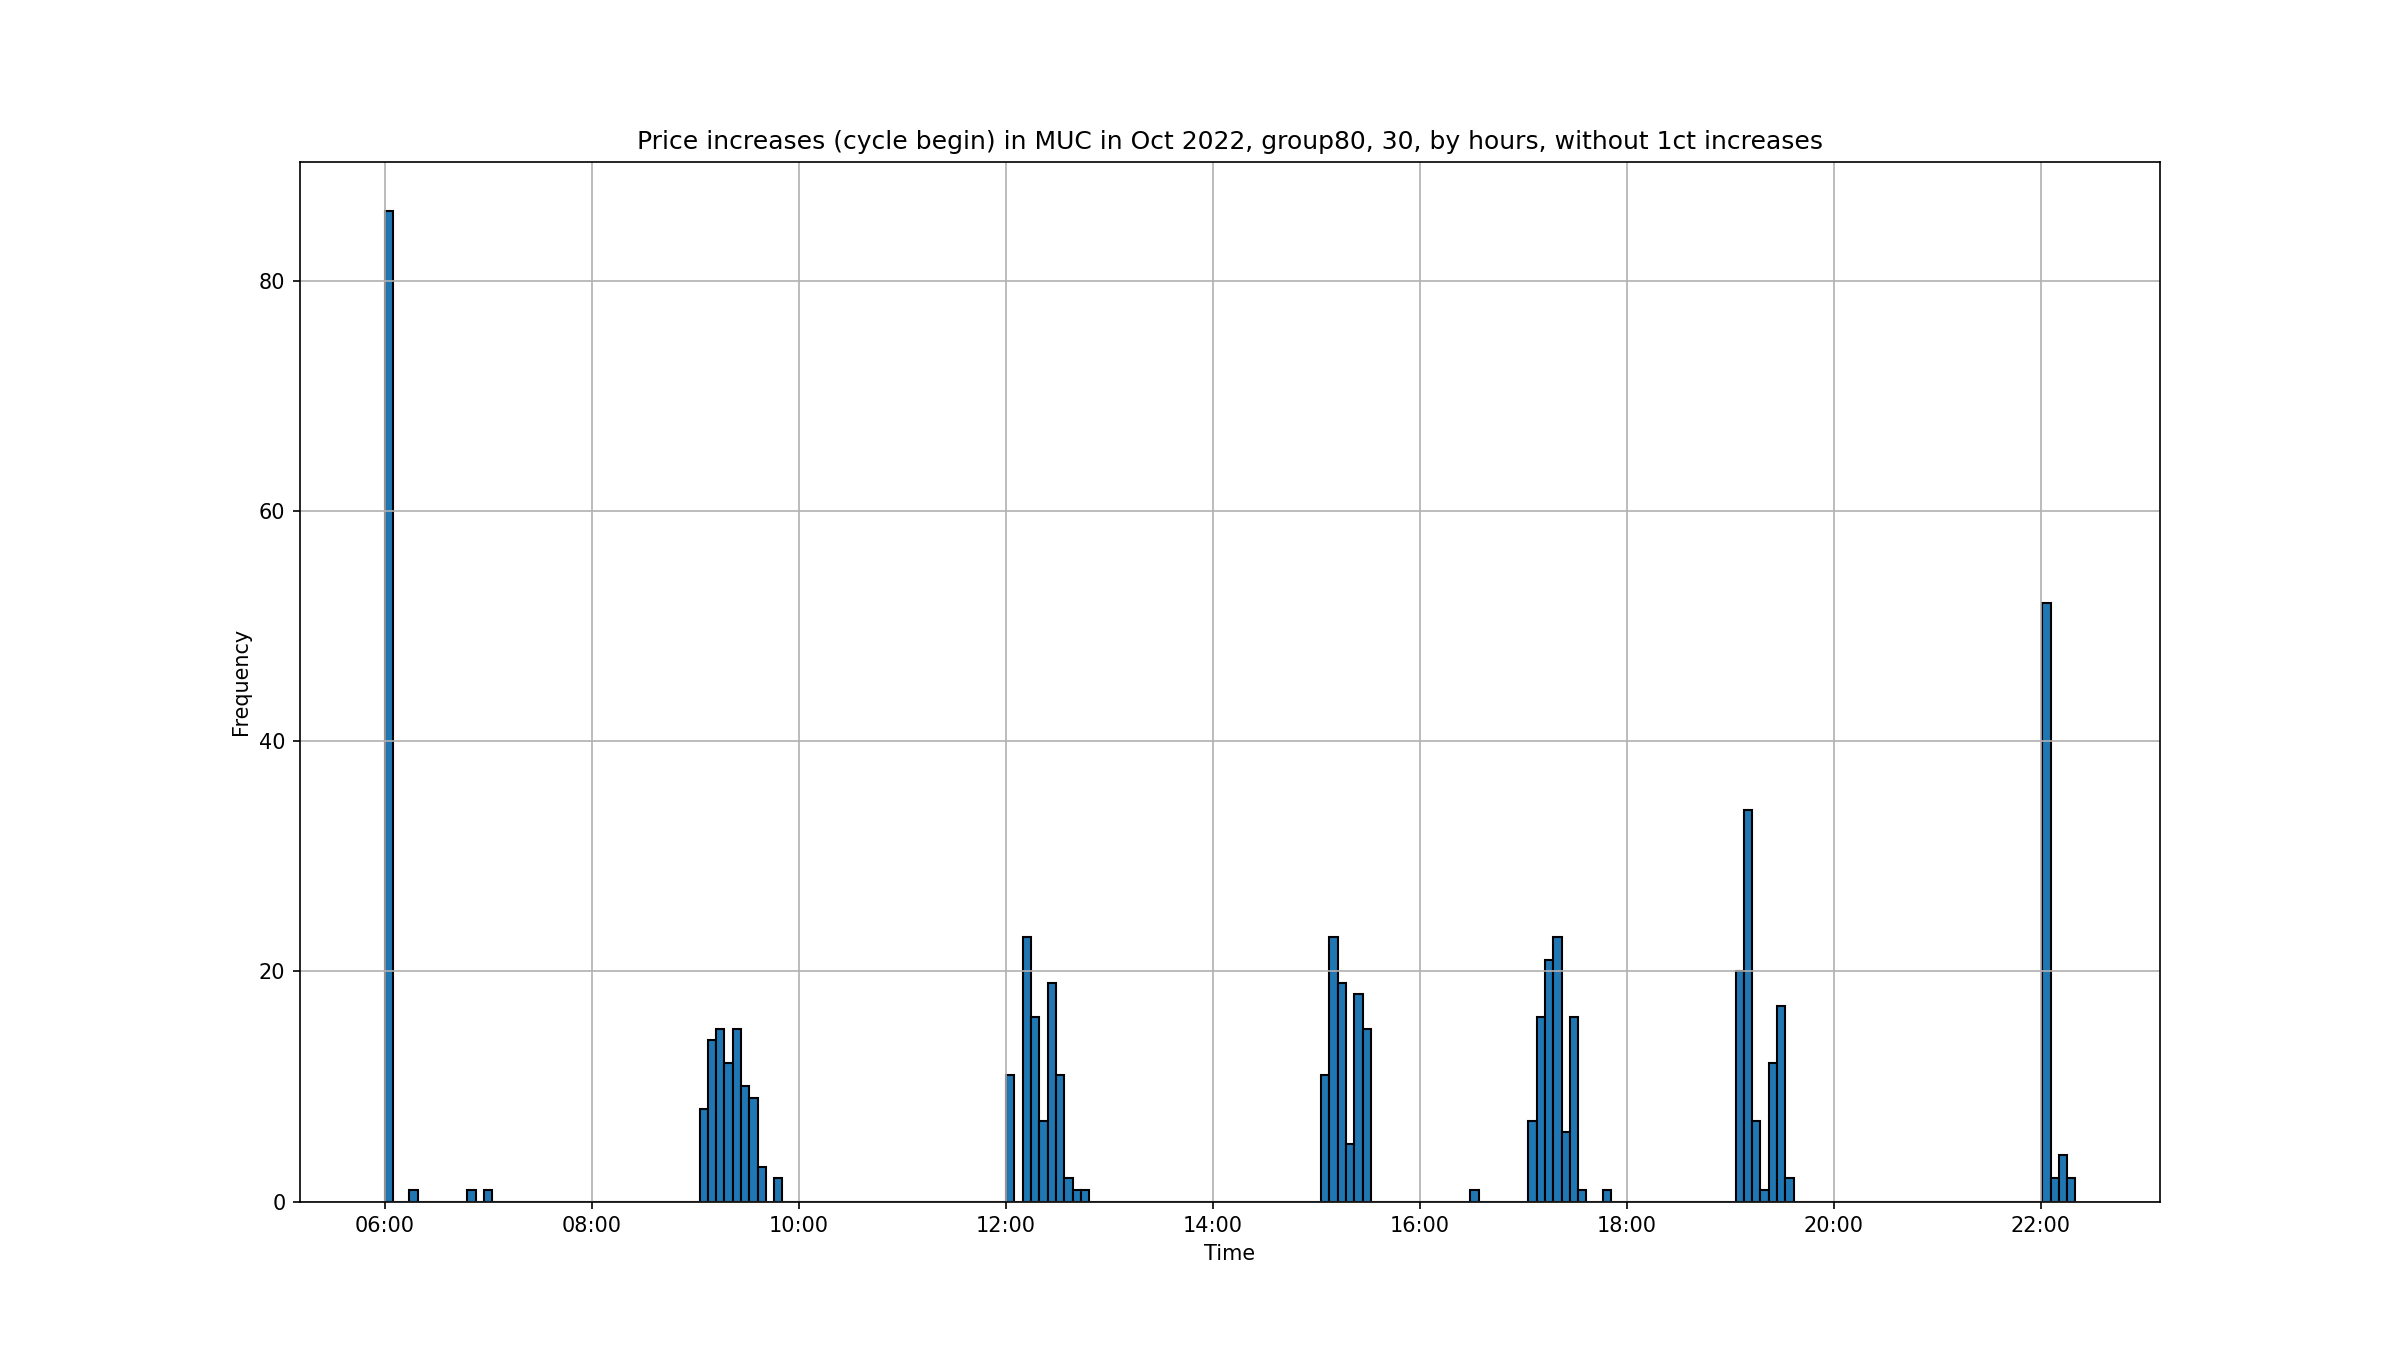 Price increases (cycle begin) in MUC in Oct 2022, group80, 30, by hours, without 1ct increases
80
60
40
20
0
Frequency
06:00 08:00 10:00 12:00 14:00 16:00 18:00 20:00 22:00
Time